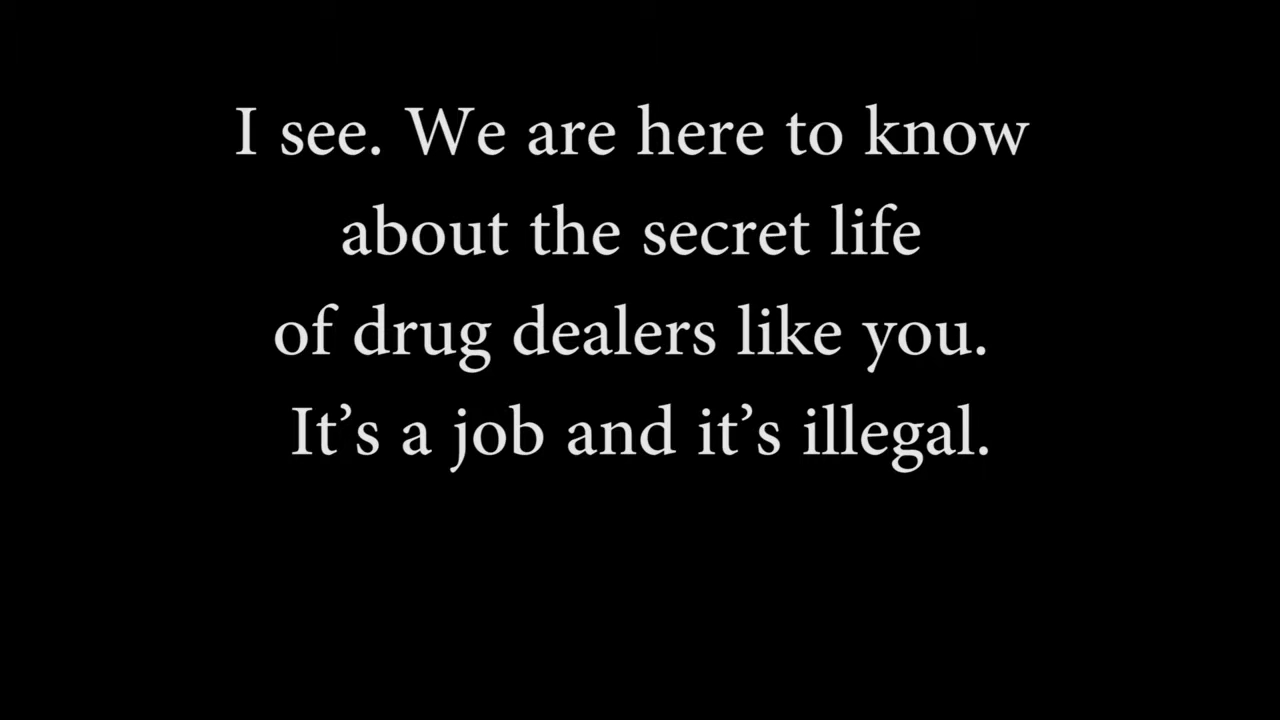 I see. We are here to know
about the secret life
of drug dealers like you.
It’s a job and it’s illegal.